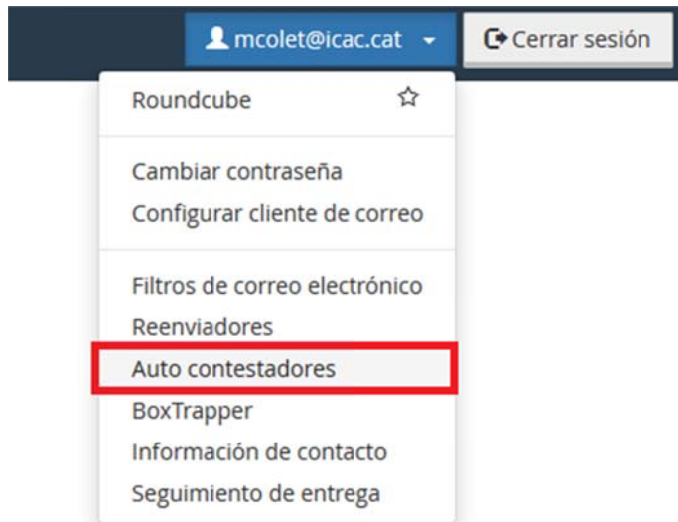 mcolet@icac.cat
Cerrar sesión
Roundcube
Cambiar contraseña
Configurar cliente de correo
Filtros de correo electrónico
Reenviadores
Auto contestadores
BoxTrapper
Información de contacto
Seguimiento de entrega